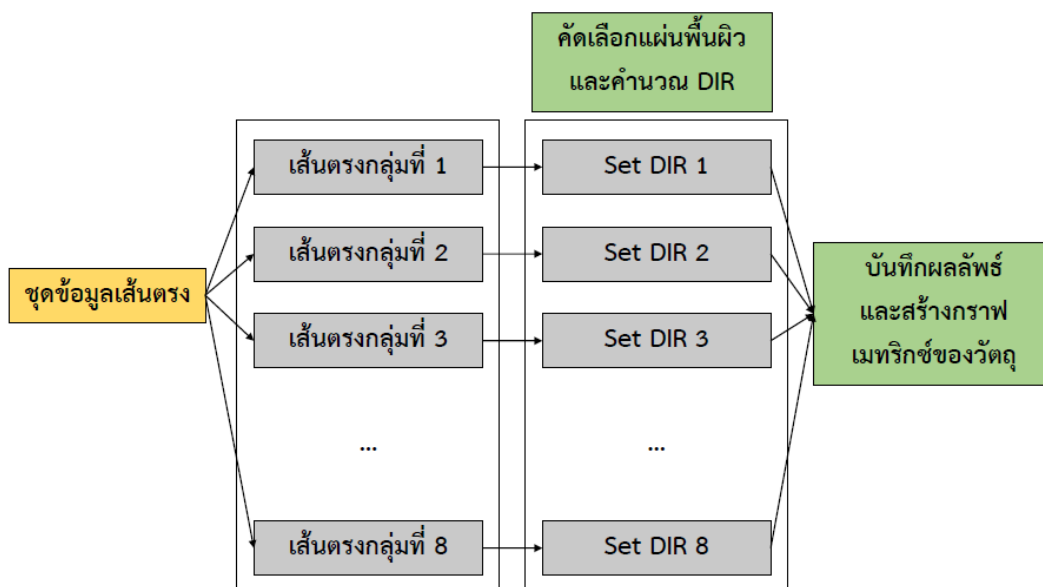 คัดเลือกแผ่นพื้นผิว
และคำนวณ DIR
เส้นตรงกลุ่มที่ 1
Set DIR 1
เส้นตรงกลุ่มที่ 2
Set DIR 2
ชุดข้อมูลเส้นตรง
บันทึกผลลัพธ์
และสร้างกราฟ
เมทริกซ์ของวัตถุ
เส้นตรงกลุ่มที่ 3
Set DIR 3
...
...
เส้นตรงกลุ่มที่ 8
Set DIR 8